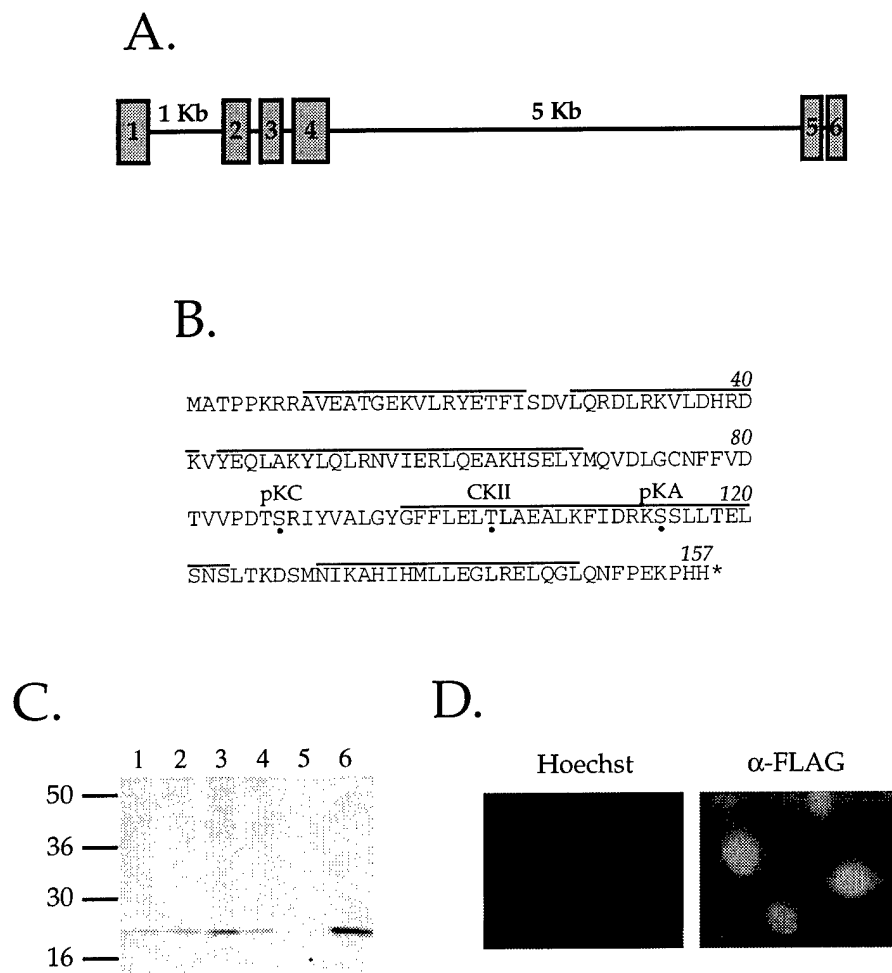 A.
1 Kb
5 Kb
1 2 3 4 5 6
B.
40
MATPPKRRAVEATGEKVLRYETFISDVLQRDLRKVLDHRD
80
KVYEQLAKYLQLRNVIERLQEAKHSELYMQVDLGCNFFVD
pKC CKII pKA 120
TVVPDTSRIYVALGYGFFLELTLAEALKFIDRKSSLLTEL
157
SNSLTKDSMNIKAHIHMLLEGLRELQGLQNFPEKPHH*
C.
1 2 3 4 5 6
50
36
30
16
D.
Hoechst α-FLAG